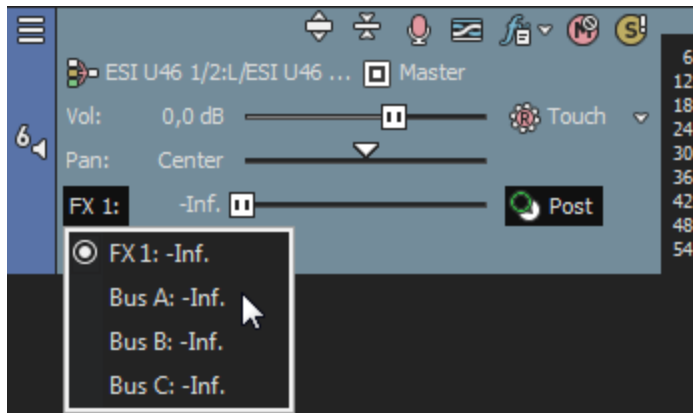 ESI U46 1/2:L/ESI U46 ... Master
Vol: 0,0 dB Touch
6
Pan: Center
FX 1: -Inf. Post
FX 1: -Inf.
Bus A: -Inf.
Bus B: -Inf.
Bus C: -Inf.
6
12
18
24
30
36
42
48
54